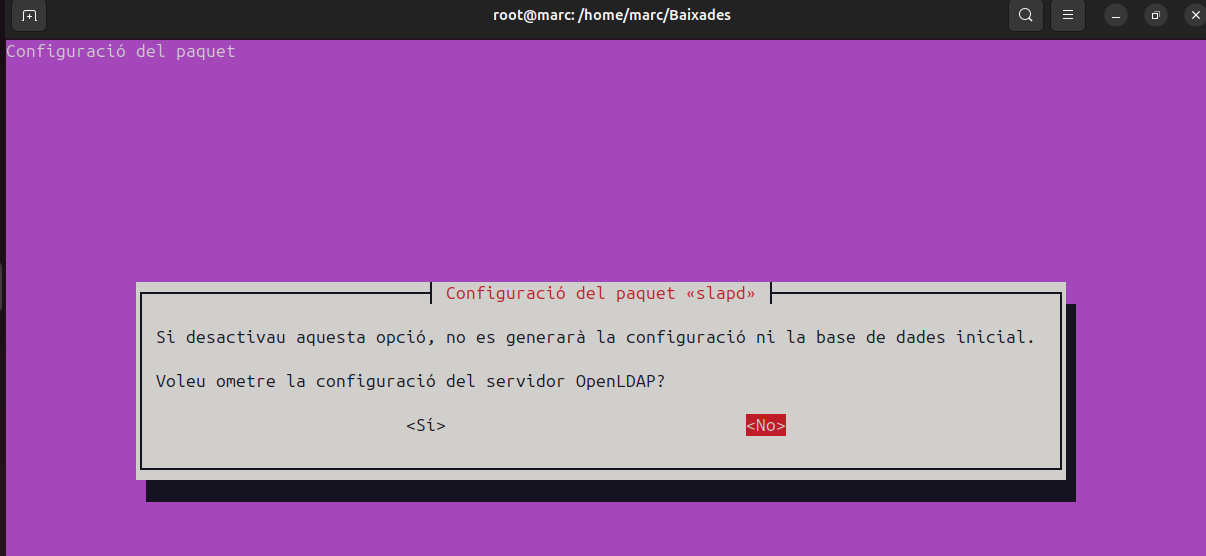 root@marc: /home/marc/Baixades
Configuració del paquet
Configuració del paquet «slapd»
Si desactivau aquesta opció, no es generarà la configuració ni la base de dades inicial.
Voleu ometre la configuració del servidor OpenLDAP?
<Sí> <No>